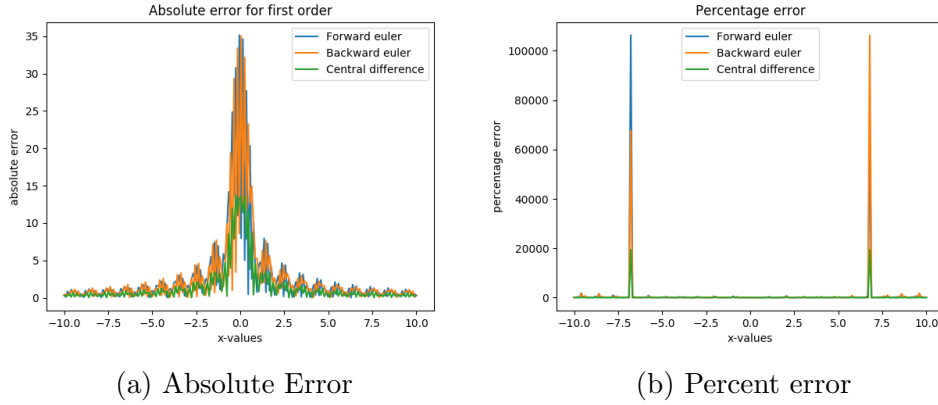 Absolute error for first order
35
30
25
20
15
10
5
0
absolute error
Forward euler
Backward euler
Central difference
−10.0 −7.5 −5.0 −2.5 0.0 2.5 5.0 7.5 10.0
x-values
(a) Absolute Error
Percentage error
100000
80000
60000
40000
20000
0
percentage error
Forward euler
Backward euler
Central difference
−10.0 −7.5 −5.0 −2.5 0.0 2.5 5.0 7.5 10.0
x-values
(b) Percent error